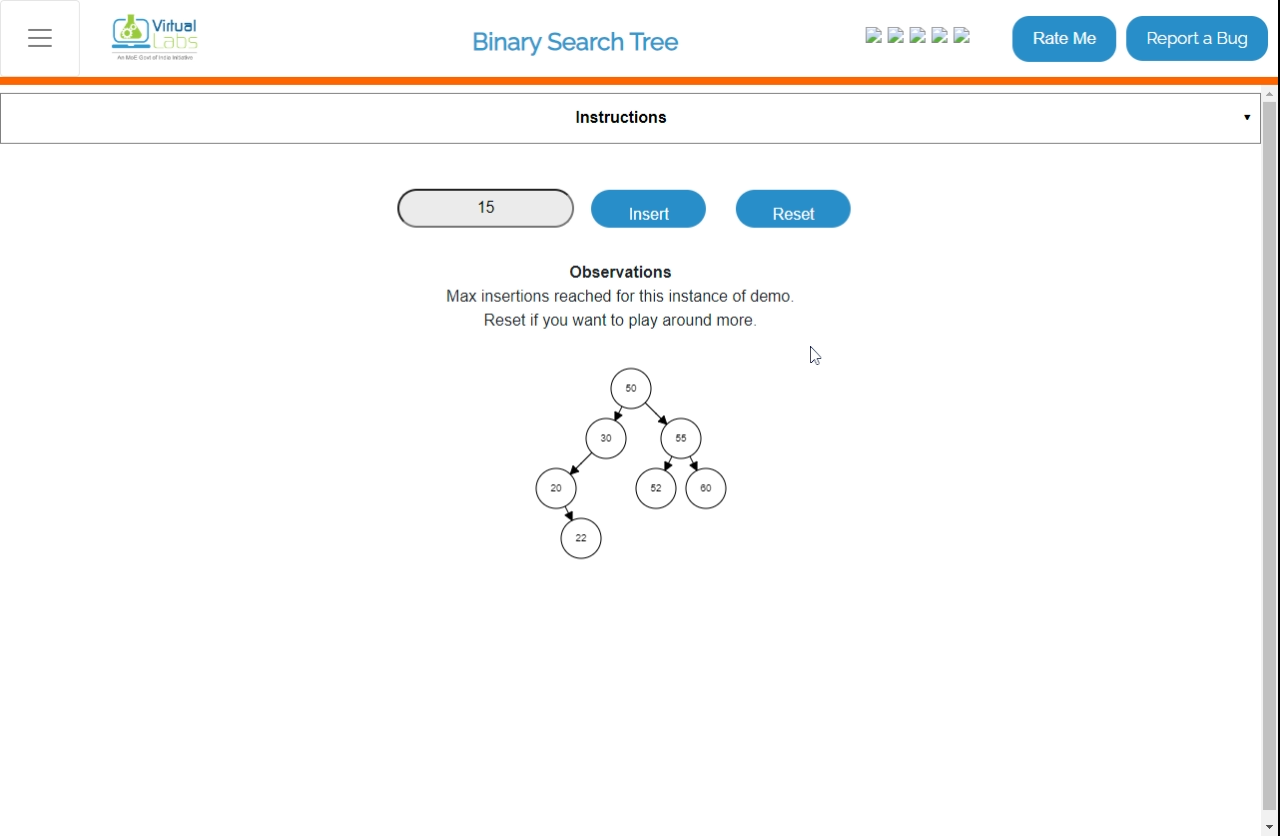 Virtual
Labs
An MoE Govt of India Initiative
Binary Search Tree
Rate Me
Report a Bug
Instructions
15
Insert
Reset
Observations
Max insertions reached for this instance of demo.
Reset if you want to play around more.
50
30
55
20
52
60
22